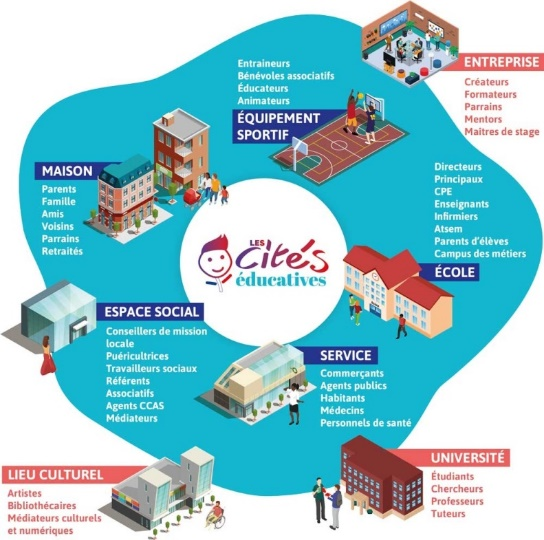 ENTREPRISE
Créateurs
Formateurs
Parrains
Mentors
Maitres de stage
Entraineurs
Bénévoles associatifs
Éducateurs
Animateurs
ÉQUIPEMENT
SPORTIF
MAISON
Parents
Famille
Amis
Voisins
Parrains
Retraités
Directeurs
Principaux
CPE
Enseignants
Infirmiers
Atsem
Parents d'élèves
Campus des métiers
ÉCOLE
LES
Cités
éducatives
ESPACE SOCIAL
Conseillers de mission
locale
Puéricultrices
Travailleurs sociaux
Référents
Associatifs
Agents CCAS
Médiateurs
SERVICE
Commerçants
Agents publics
Habitants
Médecins
Personnels de santé
LIEU CULTUREL
Artistes
Bibliothécaires
Médiateurs culturels
et numériques
UNIVERSITÉ
Étudiants
Chercheurs
Professeurs
Tuteurs